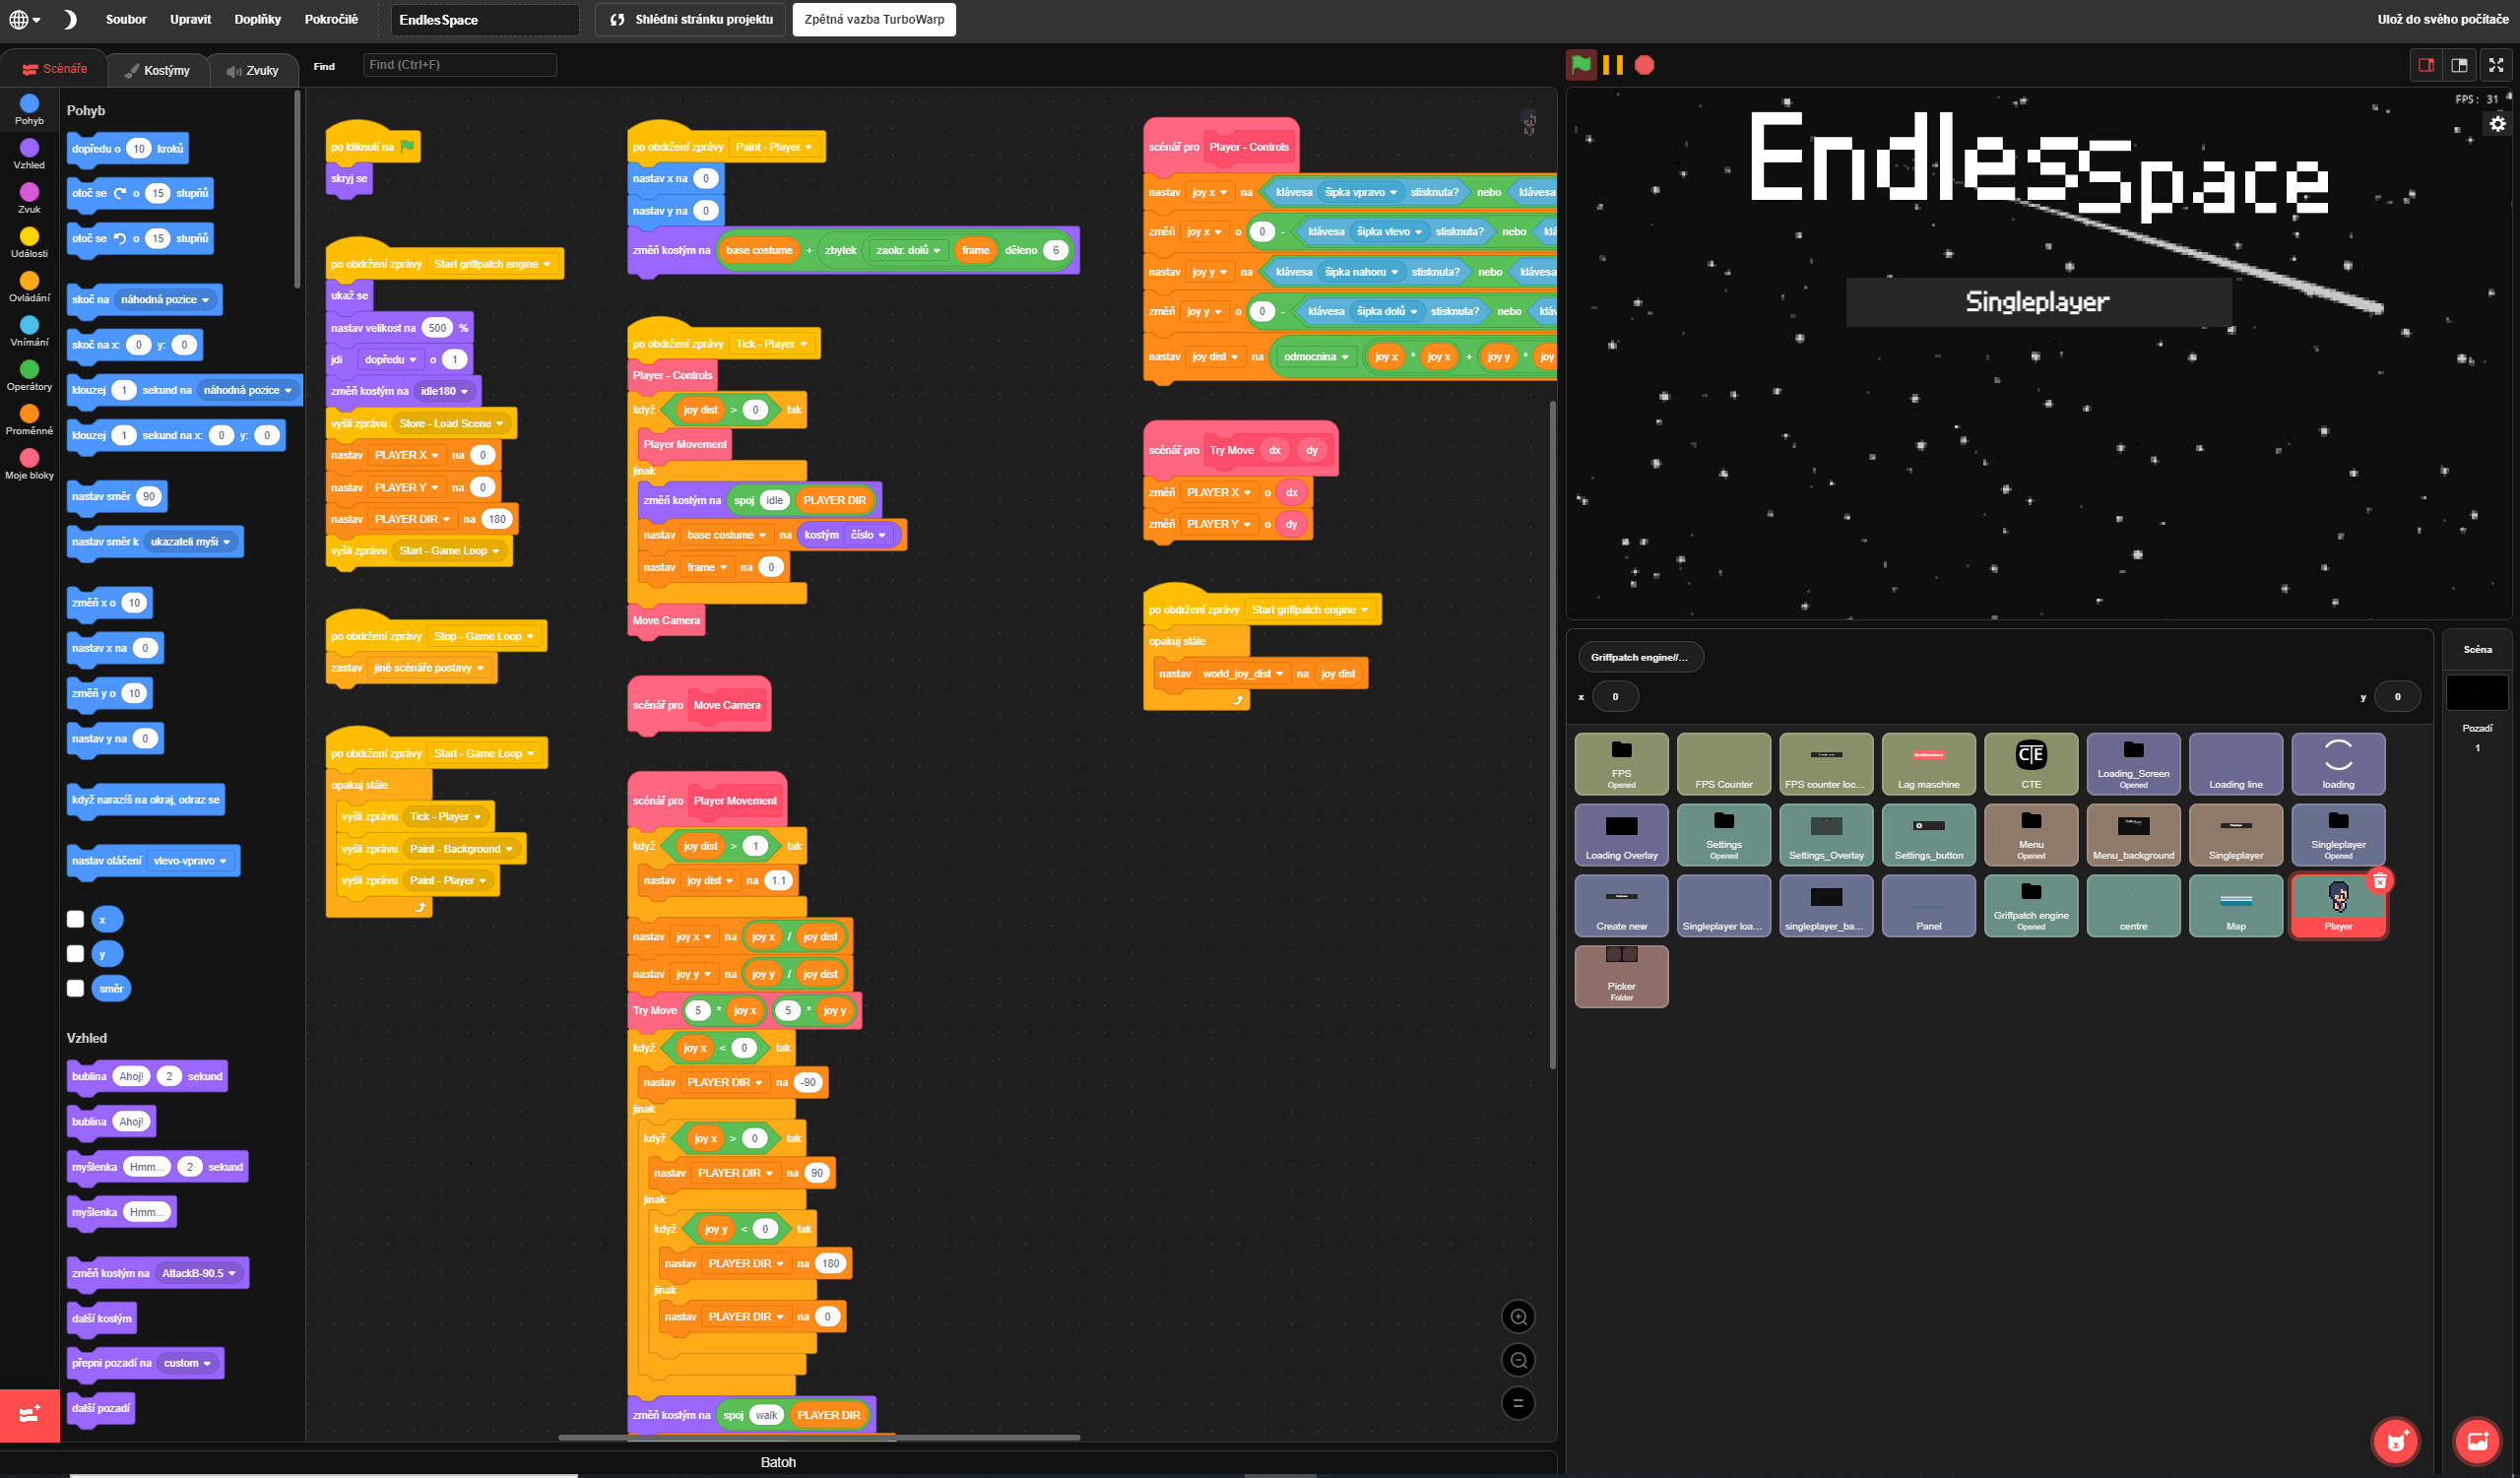 Soubor Upravit Doplňky Pokročilé EndlesSpace Shlédni stránku projektu Zpětná vazba TurboWarp Ulož do svého počítače
Scénáře Kostýmy Zvuky Find Find (Ctrl+F)
Pohyb
Vzhled
Zvuk
Události
Ovládání
Vnímání
Operátory
Proměnné
Moje bloky
Pohyb
dopředu o 10 kroků
otoč se o 15 stupňů
otoč se o 15 stupňů
skoč na náhodná pozice
skoč na x: 0 y: 0
klouzej 1 sekund na náhodná pozice
klouzej 1 sekund na x: 0 y: 0
nastav směr 90
nastav směr k ukazateli myši
změň x o 10
nastav x na 0
změň y o 10
nastav y na 0
když narazíš na okraj, odraz se
nastav otáčení vlevo-vpravo
x
y
směr
Vzhled
bublina Ahoj! 2 sekund
bublina Ahoj!
myšlenka Hmm... 2 sekund
myšlenka Hmm...
změň kostým na AttackB-90.5
další kostým
přepni pozadí na custom
další pozadí
po kliknutí na
skryj se
po obdržení zprávy Start griffpatch engine
ukaž se
nastav velikost na 500 %
jdi dopředu o 1
změň kostým na idle180
vyšli zprávu Store - Load Scene
nastav PLAYER X na 0
nastav PLAYER Y na 0
nastav PLAYER DIR na 180
vyšli zprávu Start - Game Loop
po obdržení zprávy Stop - Game Loop
zastav jiné scénáře postavy
po obdržení zprávy Start - Game Loop
opakuj stále
vyšli zprávu Tick - Player
vyšli zprávu Paint - Background
vyšli zprávu Paint - Player
po obdržení zprávy Paint - Player
nastav x na 0
nastav y na 0
změň kostým na base costume + zbytek zaokr. dolů frame děleno 6
po obdržení zprávy Tick - Player
Player - Controls
když joy dist > 0 tak
Player Movement
jinak
změň kostým na spoj idle PLAYER DIR
nastav base costume na kostým číslo
nastav frame na 0
Move Camera
scénář pro Move Camera
scénář pro Player Movement
když joy dist > 1 tak
nastav joy dist na 1.1
nastav joy x na joy x / joy dist
nastav joy y na joy y / joy dist
Try Move 5 * joy x 5 * joy y
když joy x < 0 tak
nastav PLAYER DIR na -90
jinak
když joy x > 0 tak
nastav PLAYER DIR na 90
jinak
když joy y < 0 tak
nastav PLAYER DIR na 180
jinak
nastav PLAYER DIR na 0
změň kostým na spoj walk PLAYER DIR
scénář pro Player - Controls
nastav joy x na klávesa šipka vpravo stisknuta? nebo klávesa
změň joy x o 0 - klávesa šipka vlevo stisknuta? nebo
nastav joy y na klávesa šipka nahoru stisknuta? nebo klávesa
změň joy y o 0 - klávesa šipka dolů stisknuta? nebo
nastav joy dist na odmocnina joy x * joy x + joy y * joy
scénář pro Try Move dx dy
změň PLAYER X o dx
změň PLAYER Y o dy
po obdržení zprávy Start griffpatch engine
opakuj stále
nastav world_joy_dist na joy dist
Batoh
FPS: 31
EndlesSpace
Singleplayer
Griffpatch engine//...
x 0 y 0
Scéna
Pozadí
1
FPS
Opened
FPS Counter
FPS counter loc...
Lag maschine
CTE
CTE
Loading_Screen
Opened
Loading line
loading
Loading Overlay
Settings
Opened
Settings_Overlay
Settings_button
Menu
Opened
Menu_background
Singleplayer
Singleplayer
Opened
Create new
Singleplayer loa...
singleplayer_ba...
Panel
Griffpatch engine
Opened
centre
Map
Player
Picker
Folder